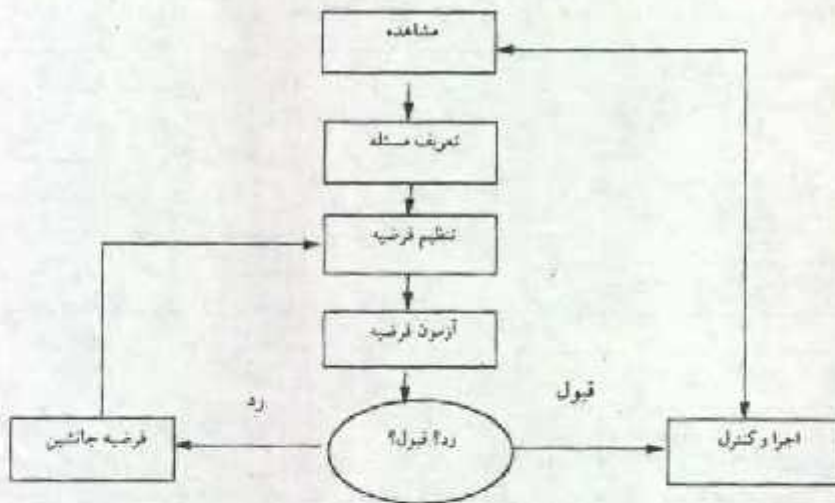 مشاهده
تعریف مسئله
تنظیم فرضیه
آزمون فرضیه
قبول
رد
رد؟ قبول؟
اجرا و کنترل
فرضیه جانشین